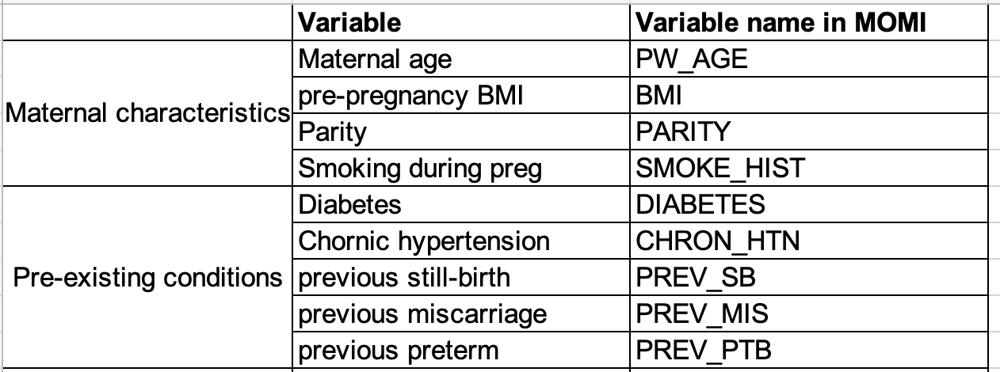 Variable Variable name in MOMI
Maternal characteristics
Maternal age PW_AGE
pre-pregnancy BMI BMI
Parity PARITY
Smoking during preg SMOKE_HIST
Pre-existing conditions
Diabetes DIABETES
Chornic hypertension CHRON_HTN
previous still-birth PREV_SB
previous miscarriage PREV_MIS
previous preterm PREV_PTB